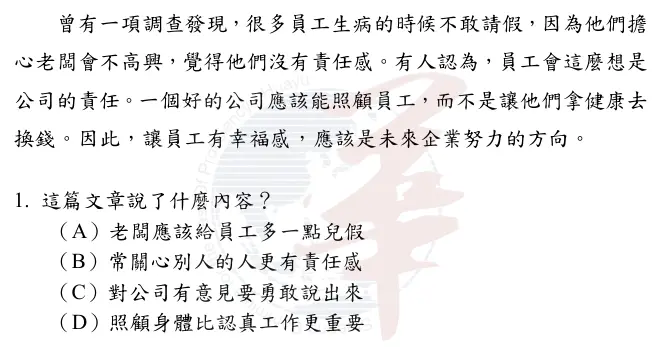 曾有一項調查發現，很多員工生病的時候不敢請假，因為他們擔
心老闆會不高興，覺得他們沒有責任感。有人認為，員工會這麼想是
公司的責任。一個好的公司應該能照顧員工，而不是讓他們拿健康去
換錢。因此，讓員工有幸福感，應該是未來企業努力的方向。
1. 這篇文章說了什麼內容？
（A）老闆應該給員工多一點兒假
（B）常關心別人的人更有責任感
（C）對公司有意見要勇敢說出來
（D）照顧身體比認真工作更重要